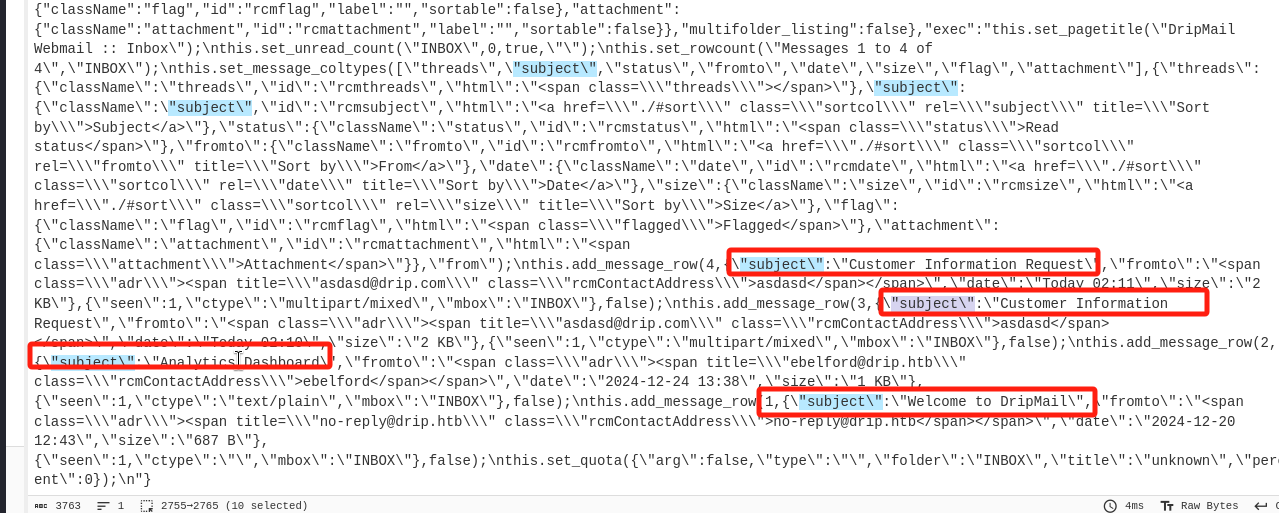 {"className":"flag","id":"rcmflag","label":"","sortable":false},"attachment":
{"className":"attachment","id":"rcmattachment","label":"","sortable":false}},"multifolder_listing":false},"exec":"this.set_pagetitle(\"DripMail
Webmail :: Inbox\");\nthis.set_unread_count(\"INBOX\",0,true,\"\");\nthis.set_rowcount(\"Messages 1 to 4 of
4\",\"INBOX\");\nthis.set_message_coltypes([\"threads\",\"subject\",\"status\",\"fromto\",\"date\",\"size\",\"flag\",\"attachment\"],{\"threads\":
{\"className\":\"threads\",\"id\":\"rcmthreads\",\"html\":\"<span class=\\\"threads\\\"></span>\"},\"subject\":
{\"className\":\"subject\",\"id\":\"rcmsubject\",\"html\":\"<a href=\\\"./#sort\\\" class=\\\"sortcol\\\" rel=\\\"subject\\\" title=\\\"Sort
by\\\">Subject</a>\"},\"status\":{\"className\":\"status\",\"id\":\"rcmstatus\",\"html\":\"<span class=\\\"status\\\">Read
status</span>\"},\"fromto\":{\"className\":\"fromto\",\"id\":\"rcmfromto\",\"html\":\"<a href=\\\"./#sort\\\" class=\\\"sortcol\\\"
rel=\\\"fromto\\\" title=\\\"Sort by\\\">From</a>\"},\"date\":{\"className\":\"date\",\"id\":\"rcmdate\",\"html\":\"<a href=\\\"./#sort\\\"
class=\\\"sortcol\\\" rel=\\\"date\\\" title=\\\"Sort by\\\">Date</a>\"},\"size\":{\"className\":\"size\",\"id\":\"rcmsize\",\"html\":\"<a
href=\\\"./#sort\\\" class=\\\"sortcol\\\" rel=\\\"size\\\" title=\\\"Sort by\\\">Size</a>\"},\"flag\":
{\"className\":\"flag\",\"id\":\"rcmflag\",\"html\":\"<span class=\\\"flagged\\\">Flagged</span>\"},\"attachment\":
{\"className\":\"attachment\",\"id\":\"rcmattachment\",\"html\":\"<span
class=\\\"attachment\\\">Attachment</span>\"}},\"from\");\nthis.add_message_row(4,{\"subject\":\"Customer Information Request\",\"fromto\":\"<span
class=\\\"adr\\\"><span title=\\\"asdasd@drip.com\\\" class=\\\"rcmContactAddress\\\">asdasd</span></span>\",\"date\":\"Today 02:11\",\"size\":\"2
KB\"},{\"seen\":1,\"ctype\":\"multipart/mixed\",\"mbox\":\"INBOX\"},false);\nthis.add_message_row(3,{\"subject\":\"Customer Information
Request\",\"fromto\":\"<span class=\\\"adr\\\"><span title=\\\"asdasd@drip.com\\\" class=\\\"rcmContactAddress\\\">asdasd</span>
</span>\",\"date\":\"Today 02:10\",\"size\":\"2 KB\"},{\"seen\":1,\"ctype\":\"multipart/mixed\",\"mbox\":\"INBOX\"},false);\nthis.add_message_row(2,
{\"subject\":\"Analytics Dashboard\",\"fromto\":\"<span class=\\\"adr\\\"><span title=\\\"ebelford@drip.htb\\\"
class=\\\"rcmContactAddress\\\">ebelford</span></span>\",\"date\":\"2024-12-24 13:38\",\"size\":\"1 KB\"},
{\"seen\":1,\"ctype\":\"text/plain\",\"mbox\":\"INBOX\"},false);\nthis.add_message_row(1,{\"subject\":\"Welcome to DripMail\",\"fromto\":\"<span
class=\\\"adr\\\"><span title=\\\"no-reply@drip.htb\\\" class=\\\"rcmContactAddress\\\">no-reply@drip.htb</span></span>\",\"date\":\"2024-12-20
12:43\",\"size\":\"687 B\"},
{\"seen\":1,\"ctype\":\"\",\"mbox\":\"INBOX\"},false);\nthis.set_quota({\"arg\":false,\"type\":\"\",\"folder\":\"INBOX\",\"title\":\"unknown\",\"perc
ent\":0});\n"}
ABC 3763 1 2755→2765 (10 selected) 4ms Tт Raw Bytes